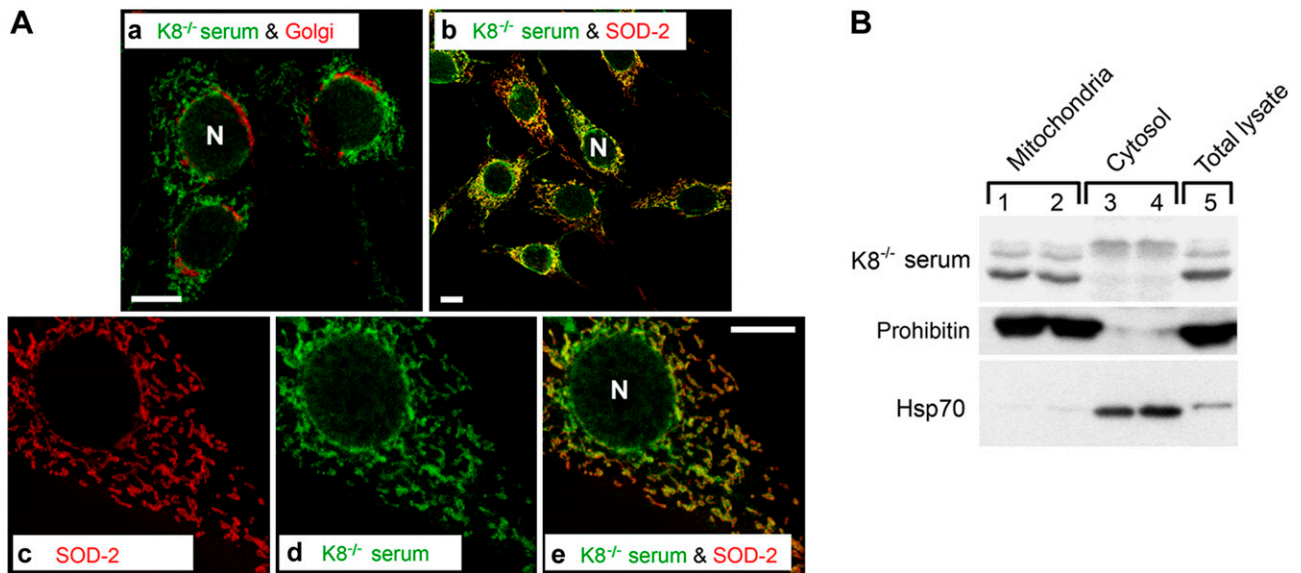 A
a K8-/- serum & Golgi
N
b K8-/- serum & SOD-2
N
c SOD-2
d K8-/- serum
e K8-/- serum & SOD-2
N
B
Mitochondria Cytosol Total lysate
1 2 3 4 5
K8-/- serum
Prohibitin
Hsp70